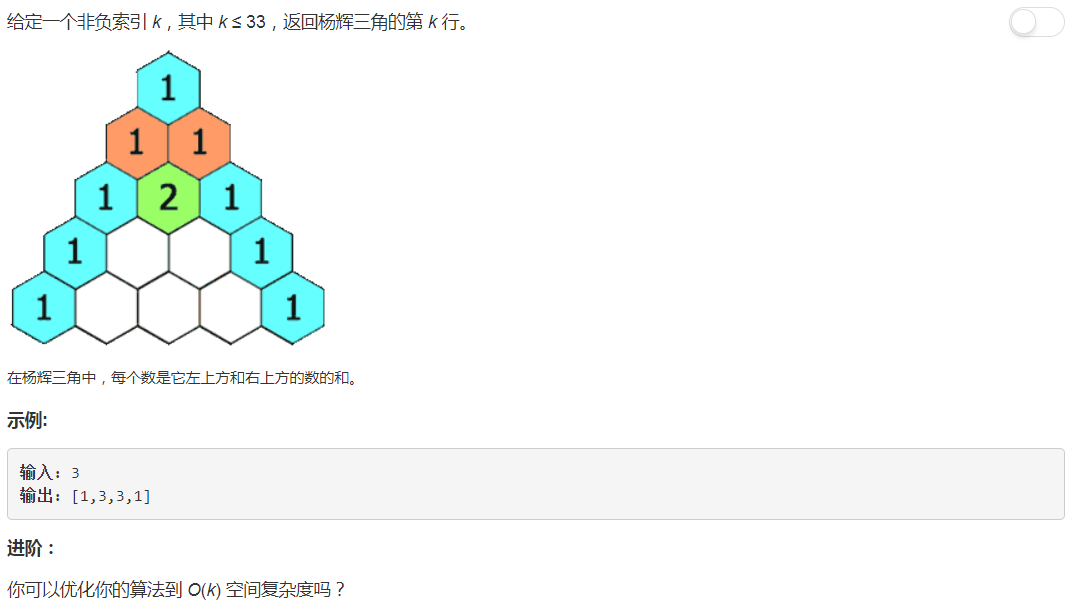 给定一个非负索引 k，其中 k ≤ 33，返回杨辉三角的第 k 行。
1
1 1
1 2 1
1 1
1 1
在杨辉三角中，每个数是它左上方和右上方的数的和。
示例:
输入: 3
输出: [1,3,3,1]
进阶：
你可以优化你的算法到 O(k) 空间复杂度吗？